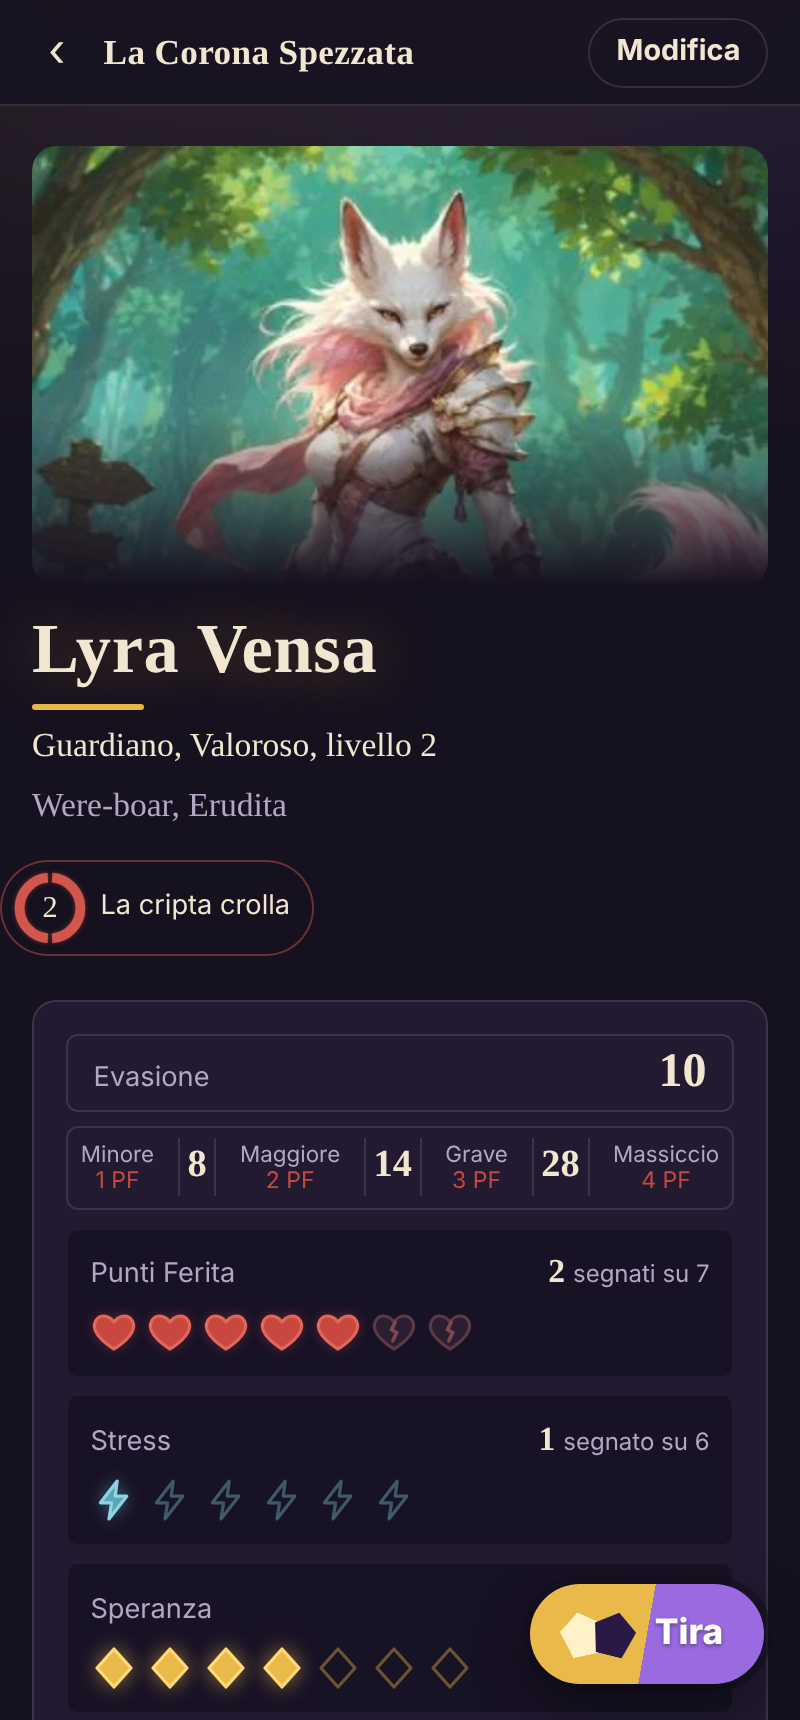 La Corona Spezzata
Modifica
Lyra Vensa
Guardiano, Valoroso, livello 2
Were-boar, Erudita
2 La cripta crolla
Evasione 10
Minore 1 PF 8 Maggiore 2 PF 14 Grave 3 PF 28 Massiccio 4 PF
Punti Ferita 2 segnati su 7
Stress 1 segnato su 6
Speranza
Tira